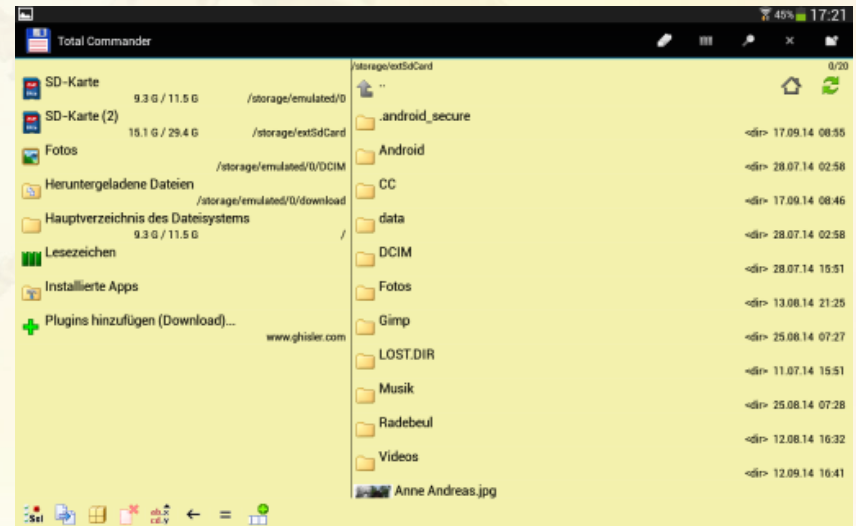 45% 17:21
Total Commander
SD-Karte
9.3 G / 11.5 G /storage/emulated/0
SD-Karte (2)
15.1 G / 29.4 G /storage/extSdCard
Fotos
/storage/emulated/0/DCIM
Heruntergeladene Dateien
/storage/emulated/0/download
Hauptverzeichnis des Dateisystems
9.3 G / 11.5 G /
Lesezeichen
Installierte Apps
Plugins hinzufügen (Download)...
www.ghisler.com
/storage/extSdCard 0/20
..
.android_secure
<dir> 17.09.14 08:55
Android
<dir> 28.07.14 02:58
CC
<dir> 17.09.14 08:46
data
<dir> 28.07.14 02:58
DCIM
<dir> 28.07.14 15:51
Fotos
<dir> 13.08.14 21:25
Gimp
<dir> 25.08.14 07:27
LOST.DIR
<dir> 11.07.14 15:51
Musik
<dir> 25.08.14 07:28
Radebeul
<dir> 12.08.14 16:32
Videos
<dir> 12.09.14 16:41
Anne Andreas.jpg
Sel ab.x cd.y ← =